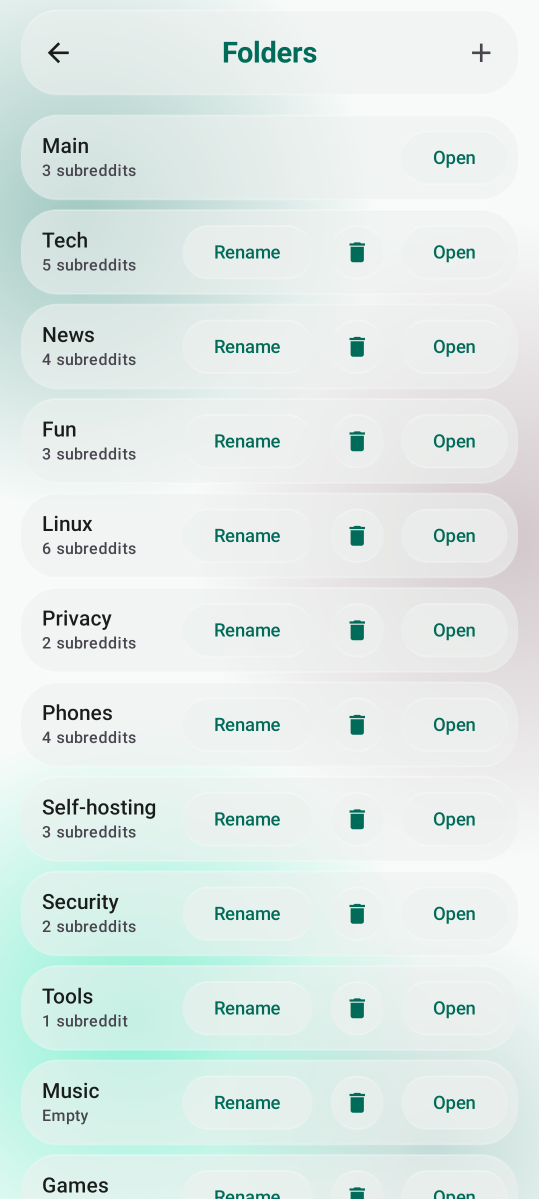 Folders
Main
3 subreddits
Open
Tech
5 subreddits
Rename
Open
News
4 subreddits
Rename
Open
Fun
3 subreddits
Rename
Open
Linux
6 subreddits
Rename
Open
Privacy
2 subreddits
Rename
Open
Phones
4 subreddits
Rename
Open
Self-hosting
3 subreddits
Rename
Open
Security
2 subreddits
Rename
Open
Tools
1 subreddit
Rename
Open
Music
Empty
Rename
Open
Games
Rename
Open